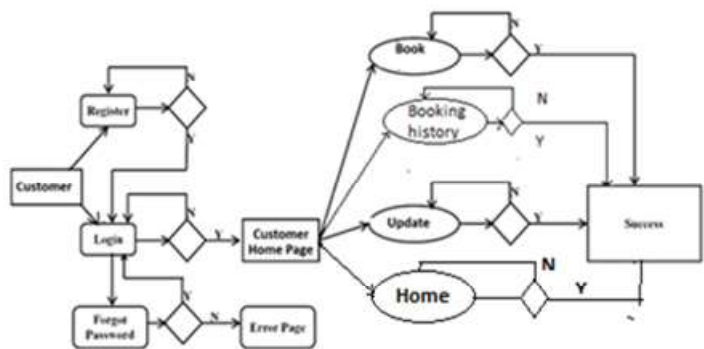 Book
N
Y
N
Register
Y
Booking
history
N
Y
Customer
N
Login
Y
Customer
Home Page
N
Update
Y
Success
Y
Forgot
Password
N
Error Page
Home
N
Y